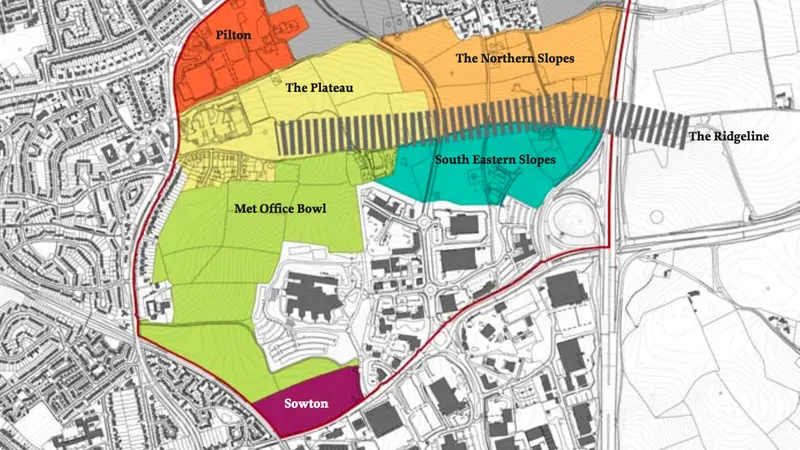 Pilton
The Northern Slopes
The Plateau
The Ridgeline
South Eastern Slopes
Met Office Bowl
Sowton